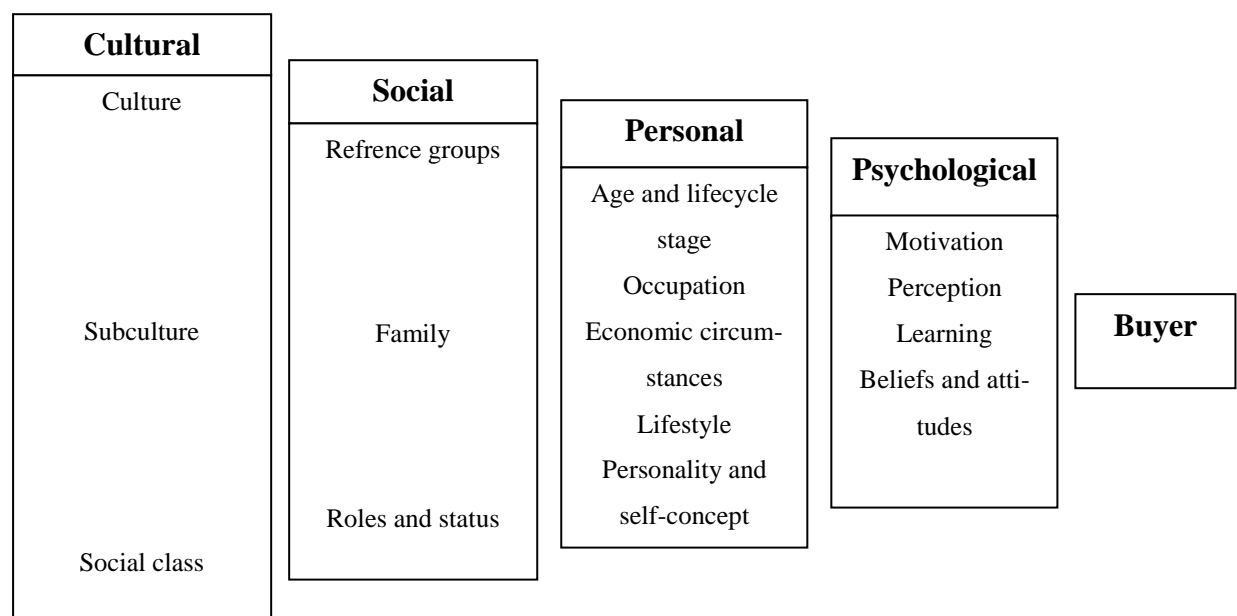 Cultural
Culture
Subculture
Social class
Social
Refrence groups
Family
Roles and status
Personal
Age and lifecycle
stage
Occupation
Economic circum-
stances
Lifestyle
Personality and
self-concept
Psychological
Motivation
Perception
Learning
Beliefs and atti-
tudes
Buyer